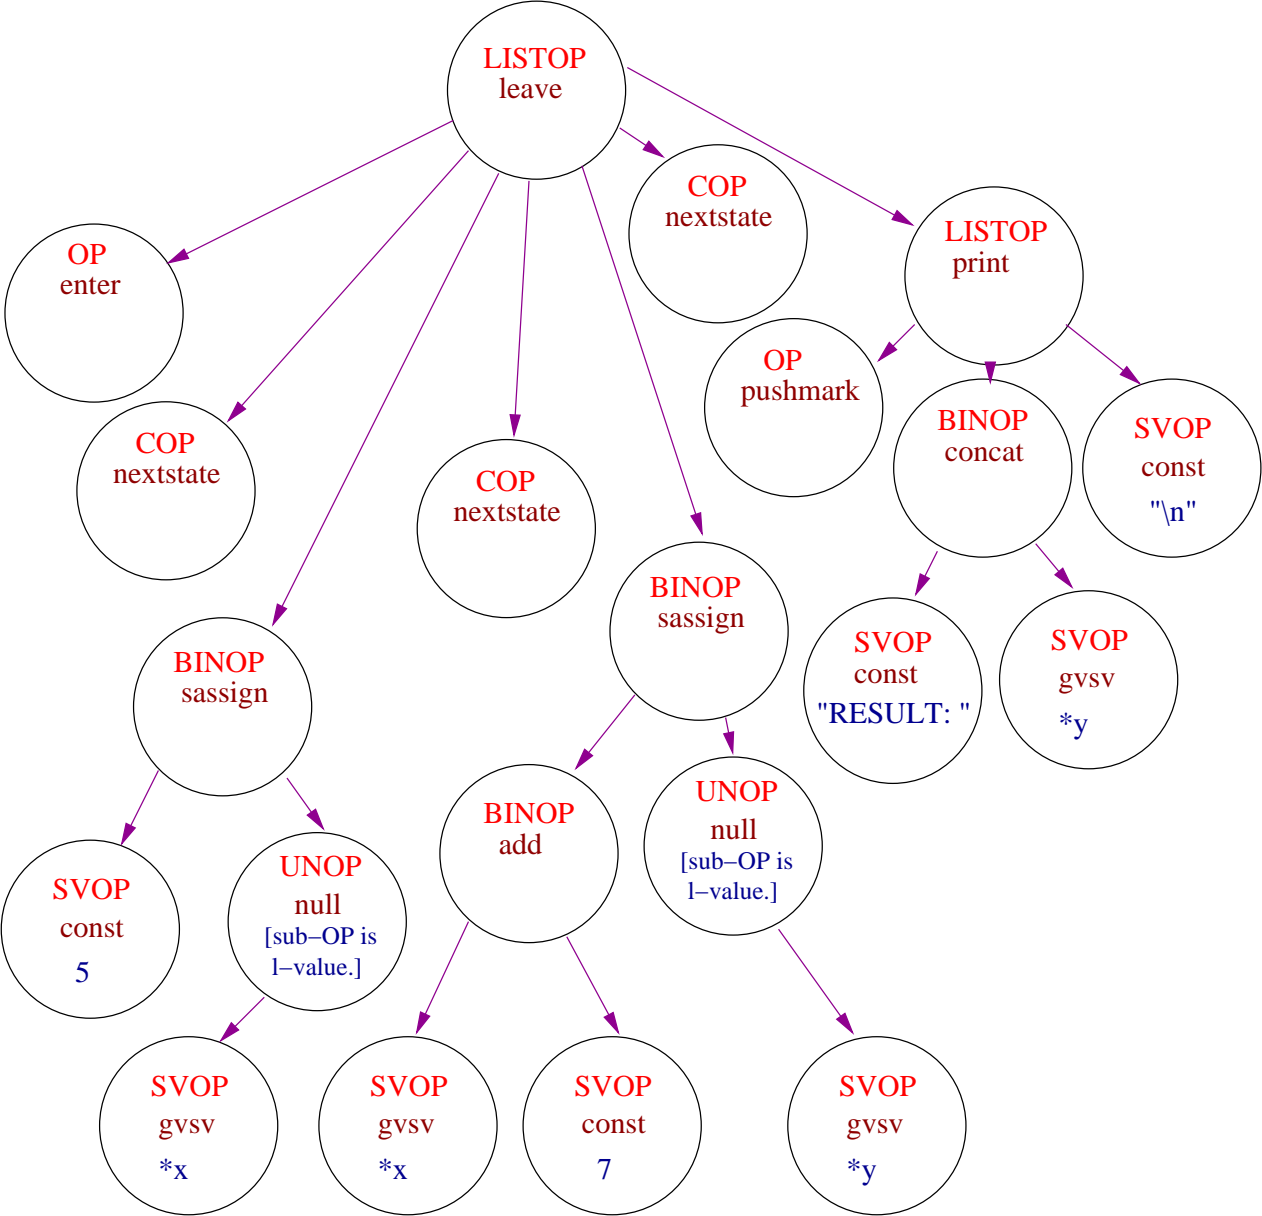 LISTOP
leave
COP
nextstate
LISTOP
print
OP
enter
OP
pushmark
BINOP
concat
SVOP
const
"\n"
COP
nextstate
COP
nextstate
BINOP
sassign
SVOP
const
"RESULT: "
SVOP
gvsv
*y
BINOP
sassign
BINOP
add
UNOP
null
[sub−OP is
l−value.]
SVOP
const
5
UNOP
null
[sub−OP is
l−value.]
SVOP
gvsv
*x
SVOP
gvsv
*x
SVOP
const
7
SVOP
gvsv
*y